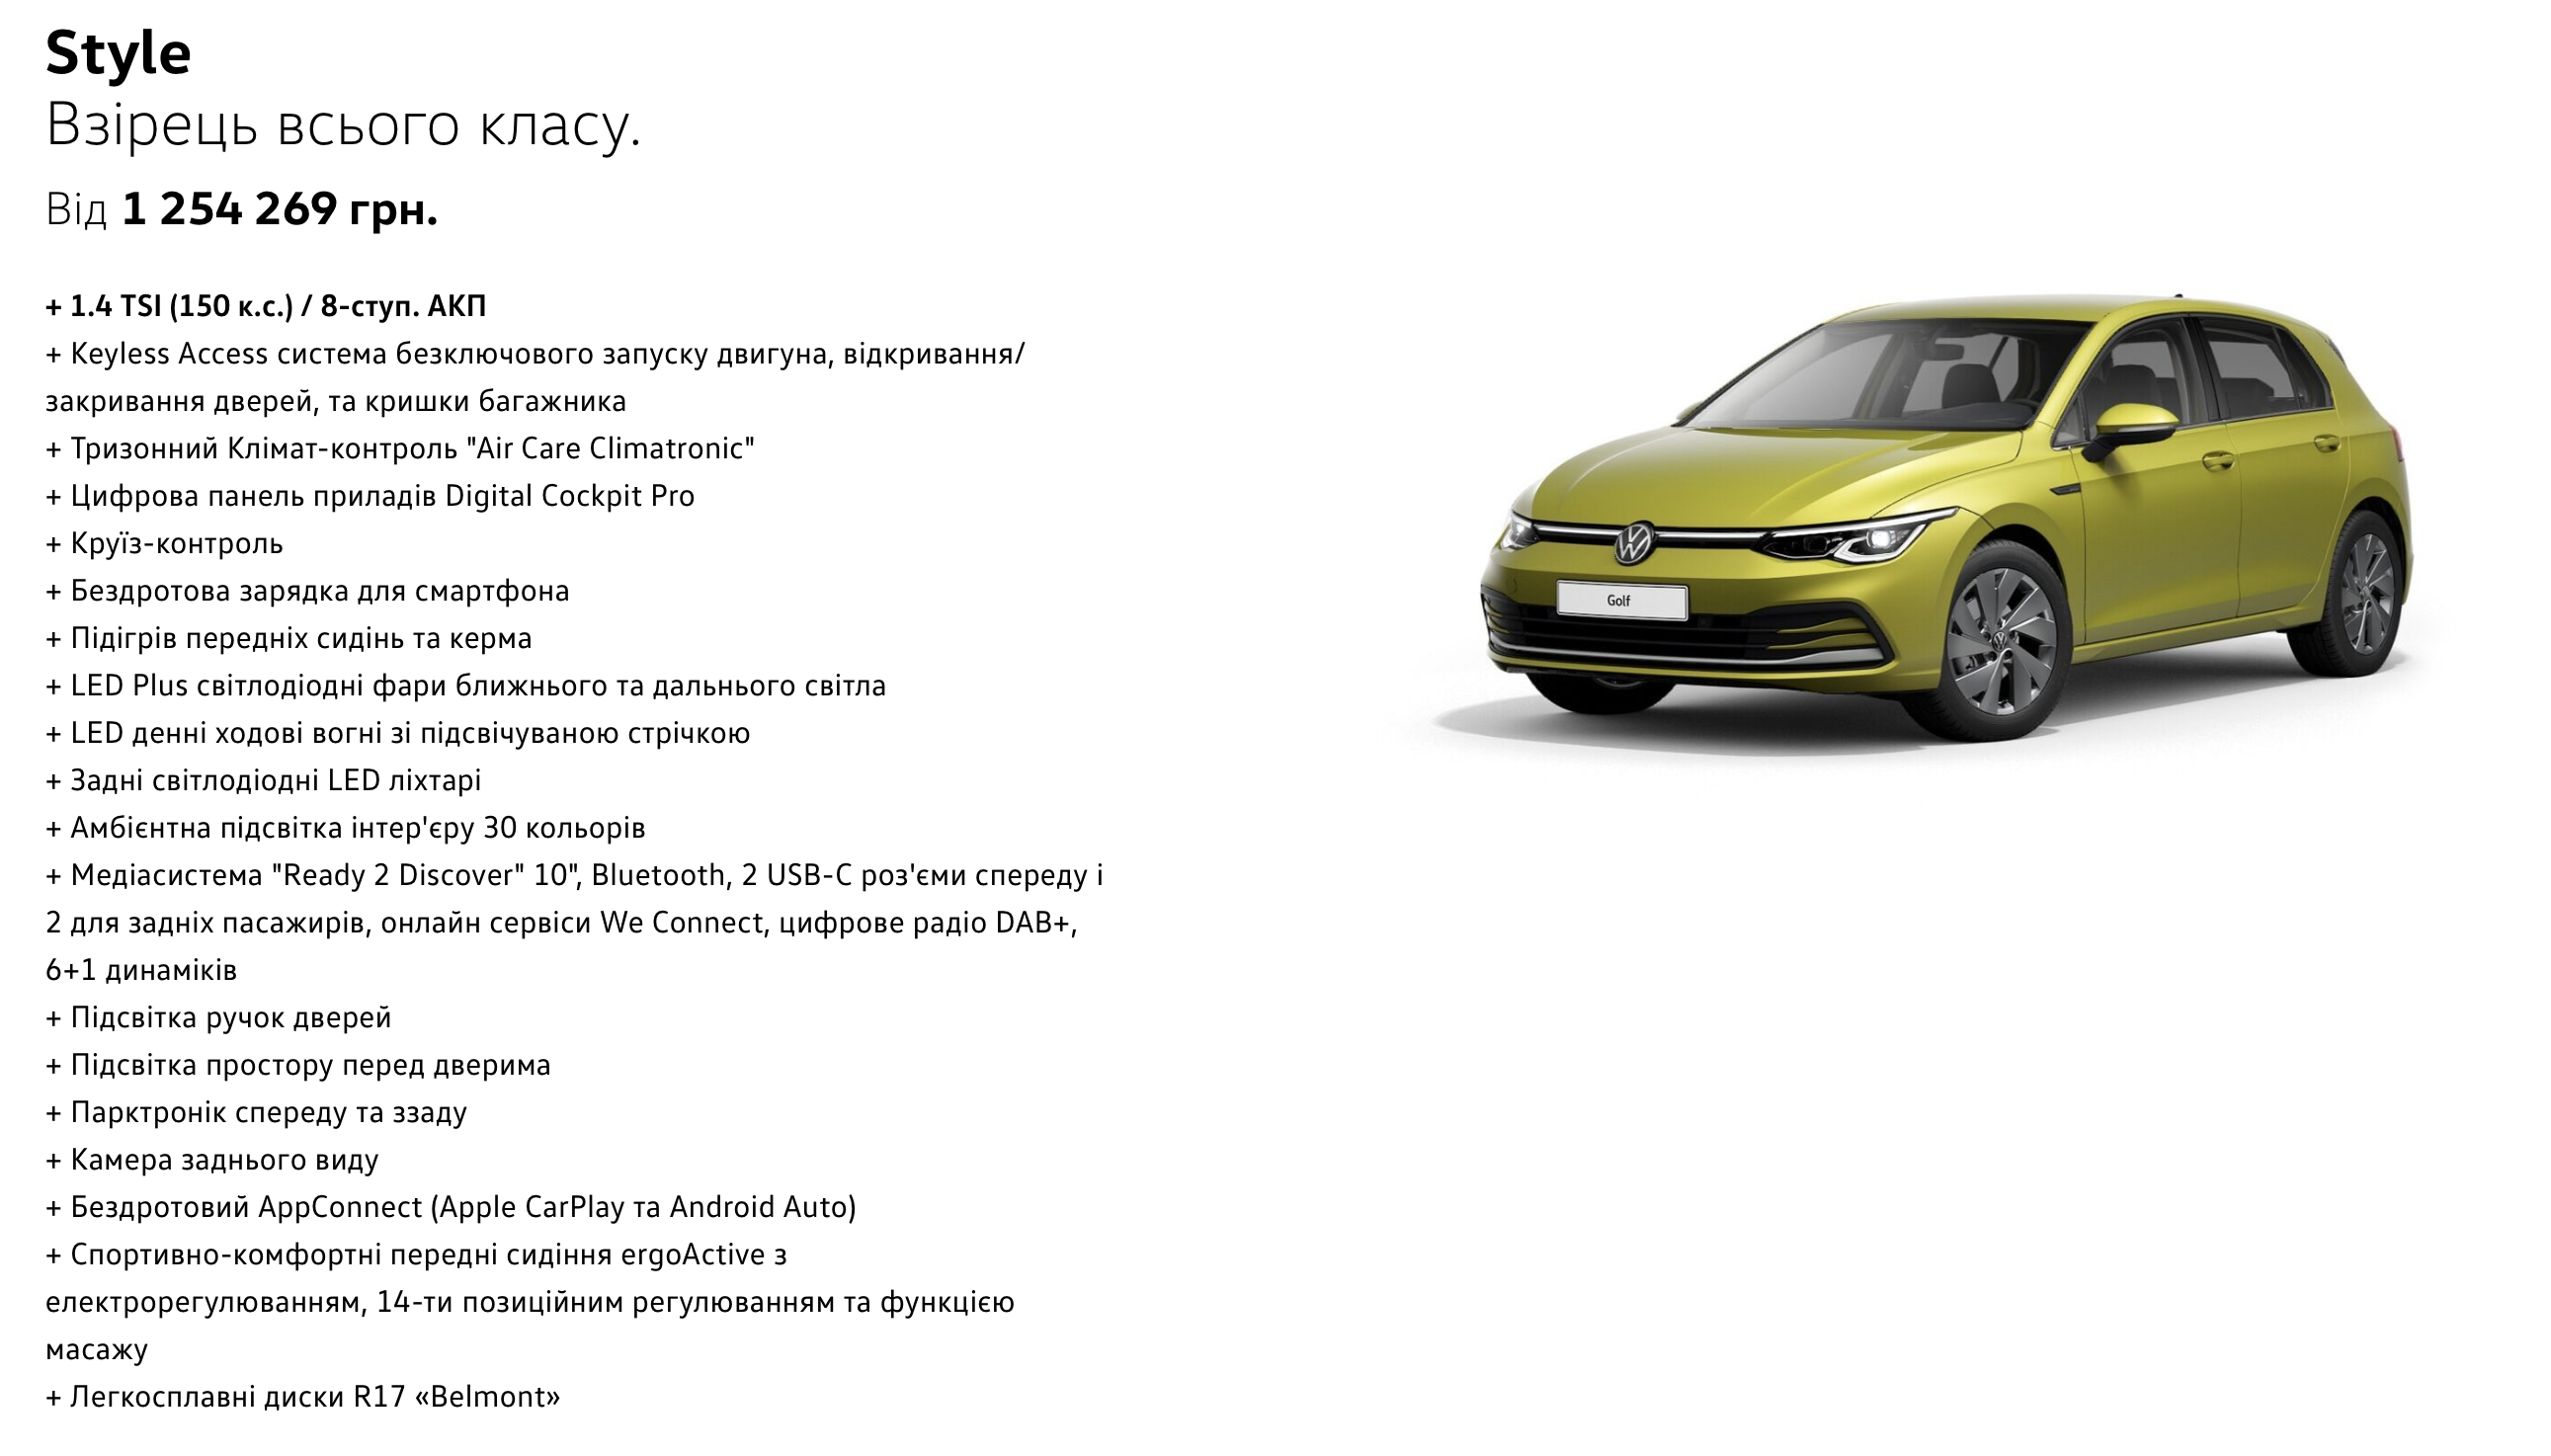 Style
Взірець всього класу.
Від 1 254 269 грн.
+ 1.4 TSI (150 к.с.) / 8-ступ. АКП
+ Keyless Access система безключового запуску двигуна, відкривання/
закривання дверей, та кришки багажника
+ Тризонний Клімат-контроль "Air Care Climatronic"
+ Цифрова панель приладів Digital Cockpit Pro
+ Круїз-контроль
+ Бездротова зарядка для смартфона
+ Підігрів передніх сидінь та керма
+ LED Plus світлодіодні фари ближнього та дальнього світла
+ LED денні ходові вогні зі підсвічуваною стрічкою
+ Задні світлодіодні LED ліхтарі
+ Амбієнтна підсвітка інтер'єру 30 кольорів
+ Медіасистема "Ready 2 Discover" 10", Bluetooth, 2 USB-C роз'єми спереду і
2 для задніх пасажирів, онлайн сервіси We Connect, цифрове радіо DAB+,
6+1 динаміків
+ Підсвітка ручок дверей
+ Підсвітка простору перед дверима
+ Парктронік спереду та ззаду
+ Камера заднього виду
+ Бездротовий AppConnect (Apple CarPlay та Android Auto)
+ Спортивно-комфортні передні сидіння ergoActive з
електрорегулюванням, 14-ти позиційним регулюванням та функцією
масажу
+ Легкосплавні диски R17 «Belmont»
Golf